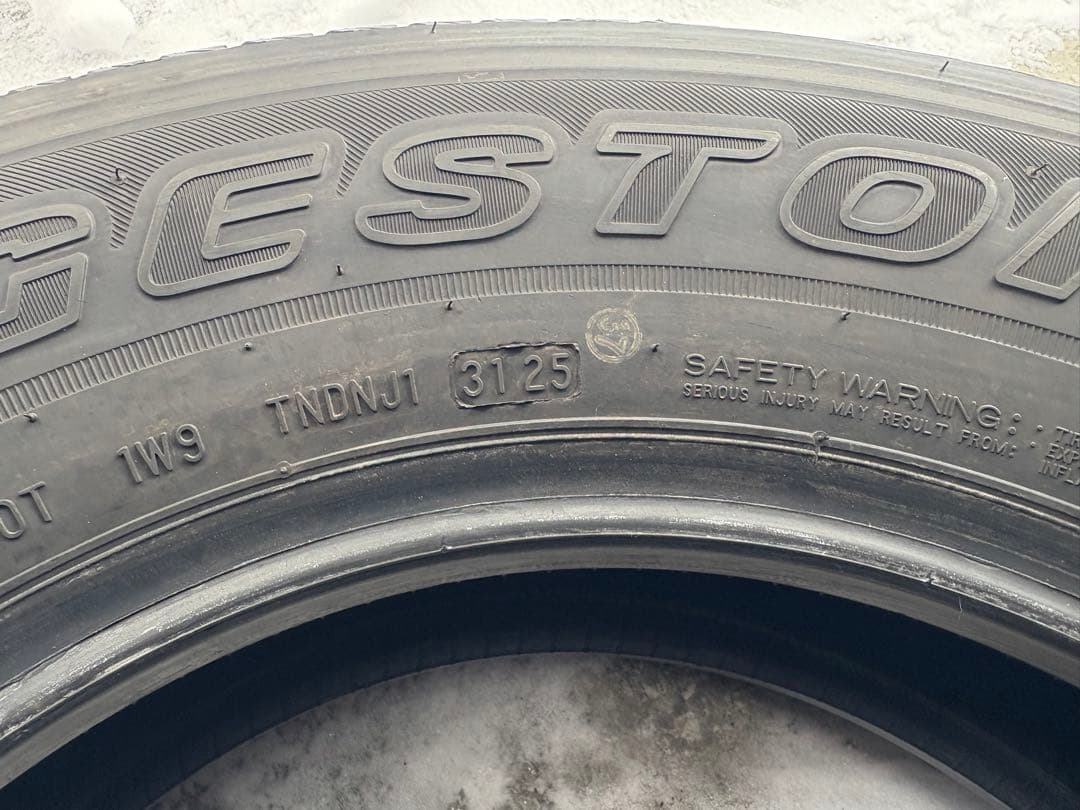 GESTO
OT 1W9 TNDNJ1 3125
SAFETY WARNING:
SERIOUS INJURY MAY RESULT FROM: